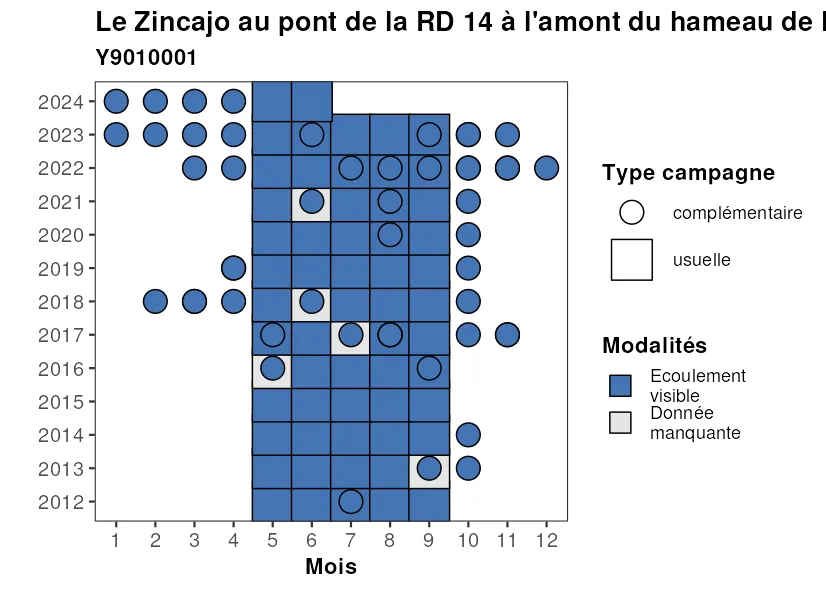 Le Zincajo au pont de la RD 14 à l'amont du hameau de
Y9010001
2024
2023
2022
2021
2020
2019
2018
2017
2016
2015
2014
2013
2012
1 2 3 4 5 6 7 8 9 10 11 12
Mois
Type campagne
complémentaire
usuelle
Modalités
Ecoulement
visible
Donnée
manquante